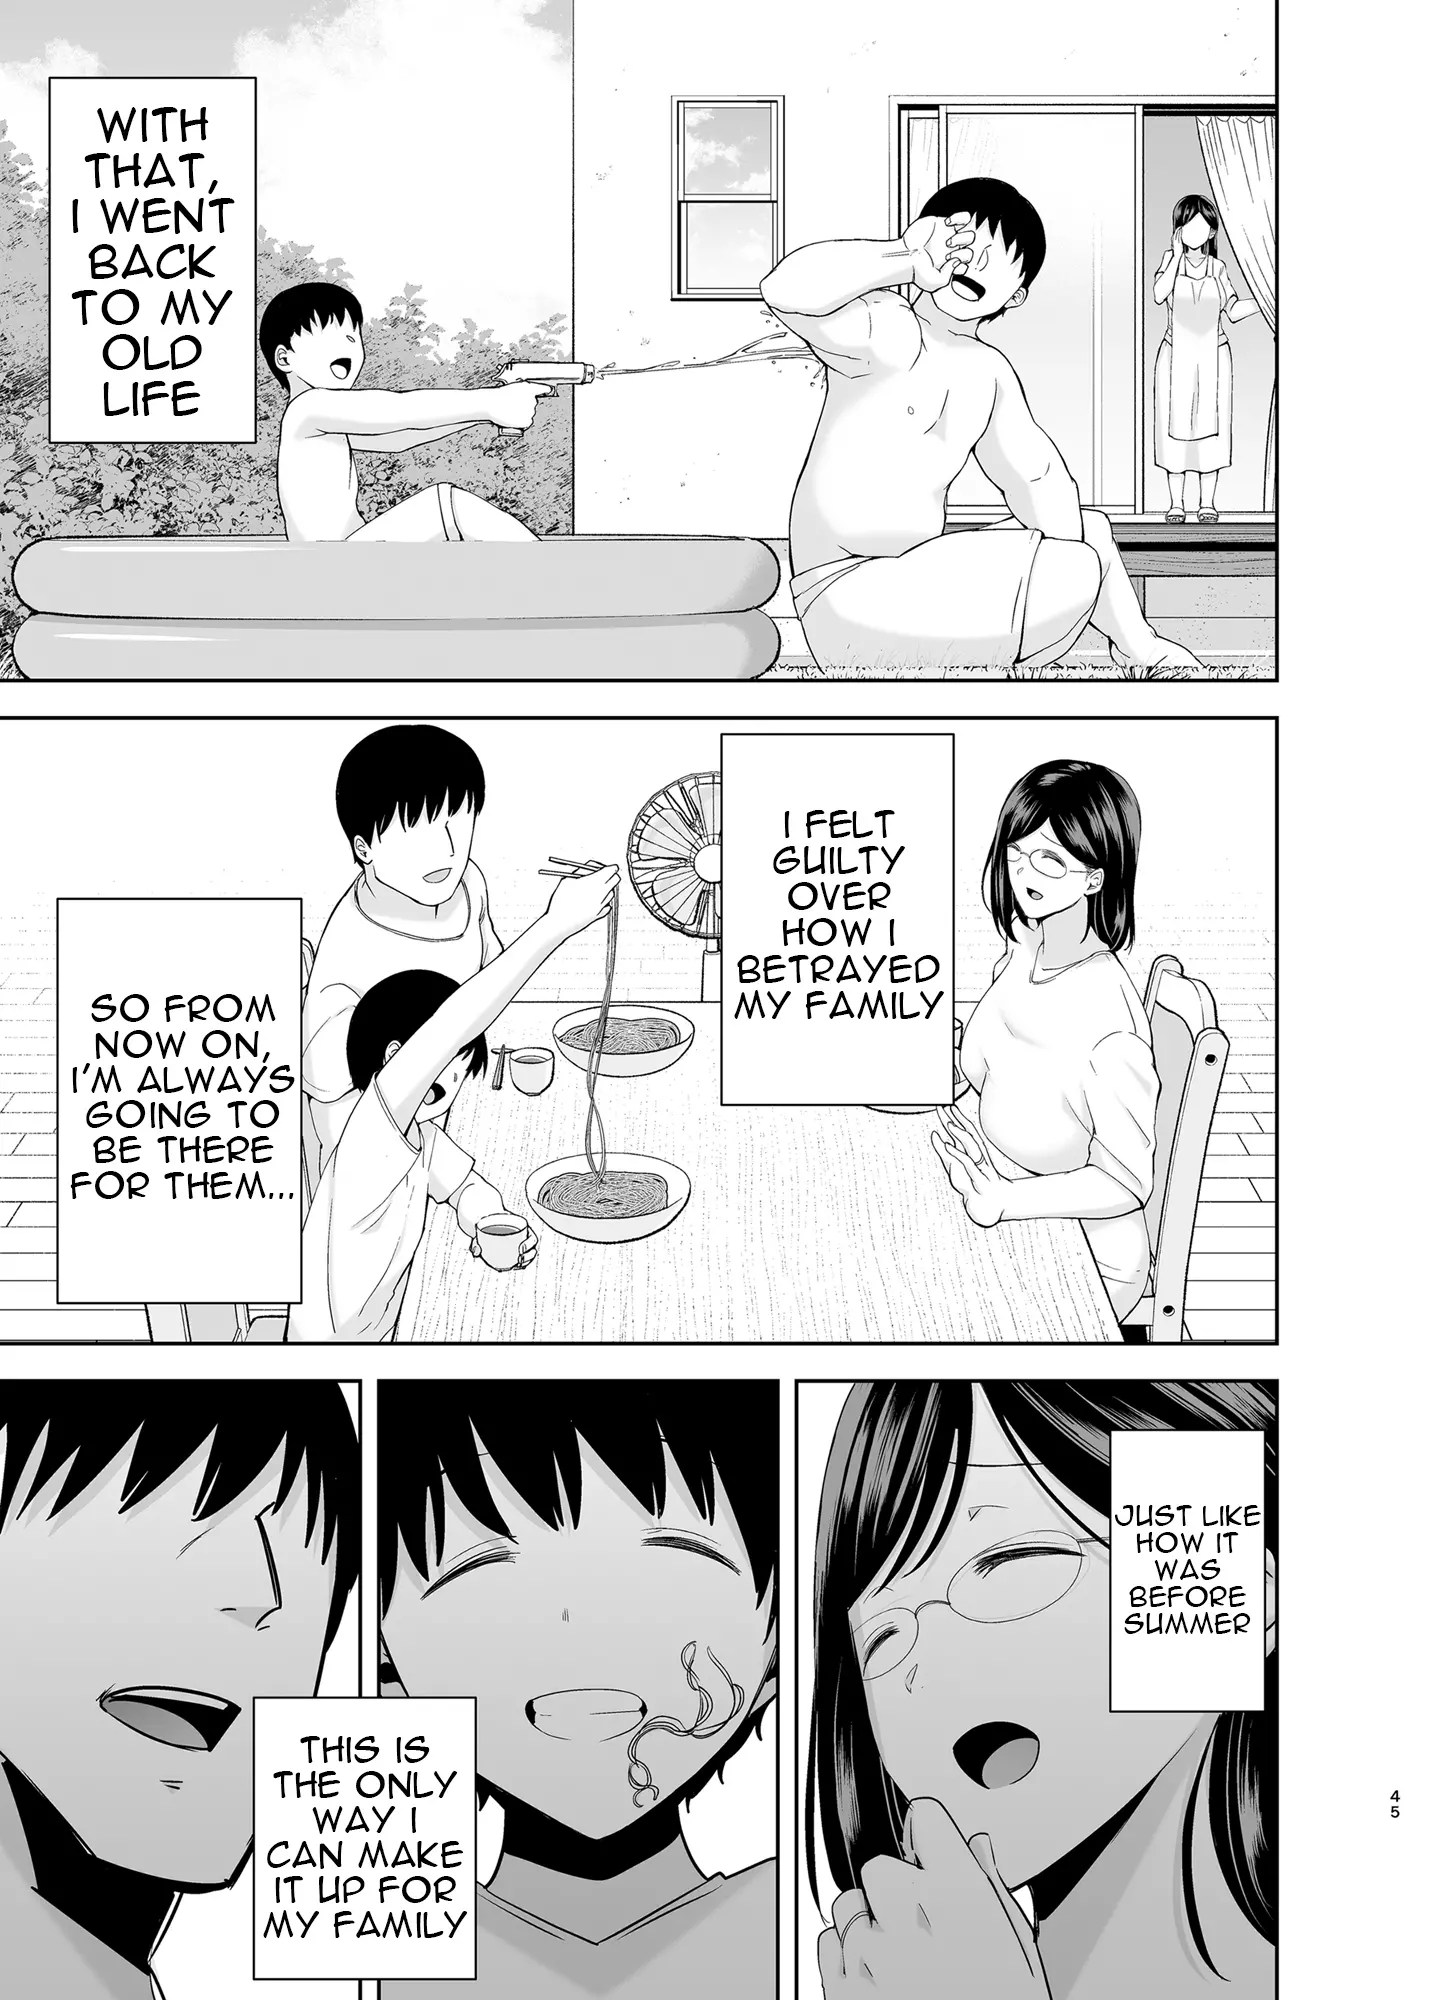 WITH
THAT,
I WENT
BACK
TO MY
OLD
LIFE
I FELT
GUILTY
OVER
HOW I
BETRAYED
MY FAMILY
SO FROM
NOW ON,
I'M ALWAYS
GOING TO
BE THERE
FOR THEM...
JUST LIKE
HOW IT
WAS
BEFORE
SUMMER
THIS IS
THE ONLY
WAY I
CAN MAKE
IT UP FOR
MY FAMILY
45